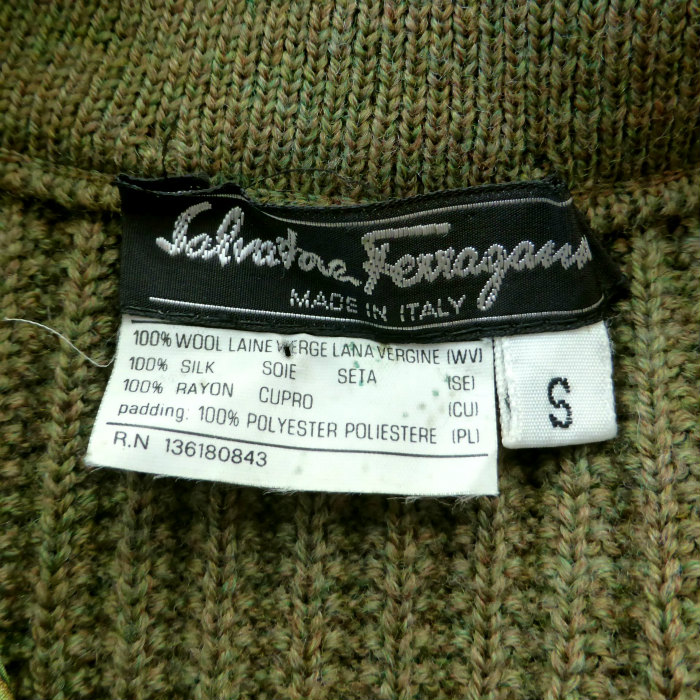 Salvatore Ferragamo
MADE IN ITALY
100% WOOL LAINE VIERGE LANA VERGINE (WV)
100% SILK SOIE SETA (SE)
100% RAYON CUPRO (CU)
padding: 100% POLYESTER POLIESTERE (PL)
R.N 136180843
S